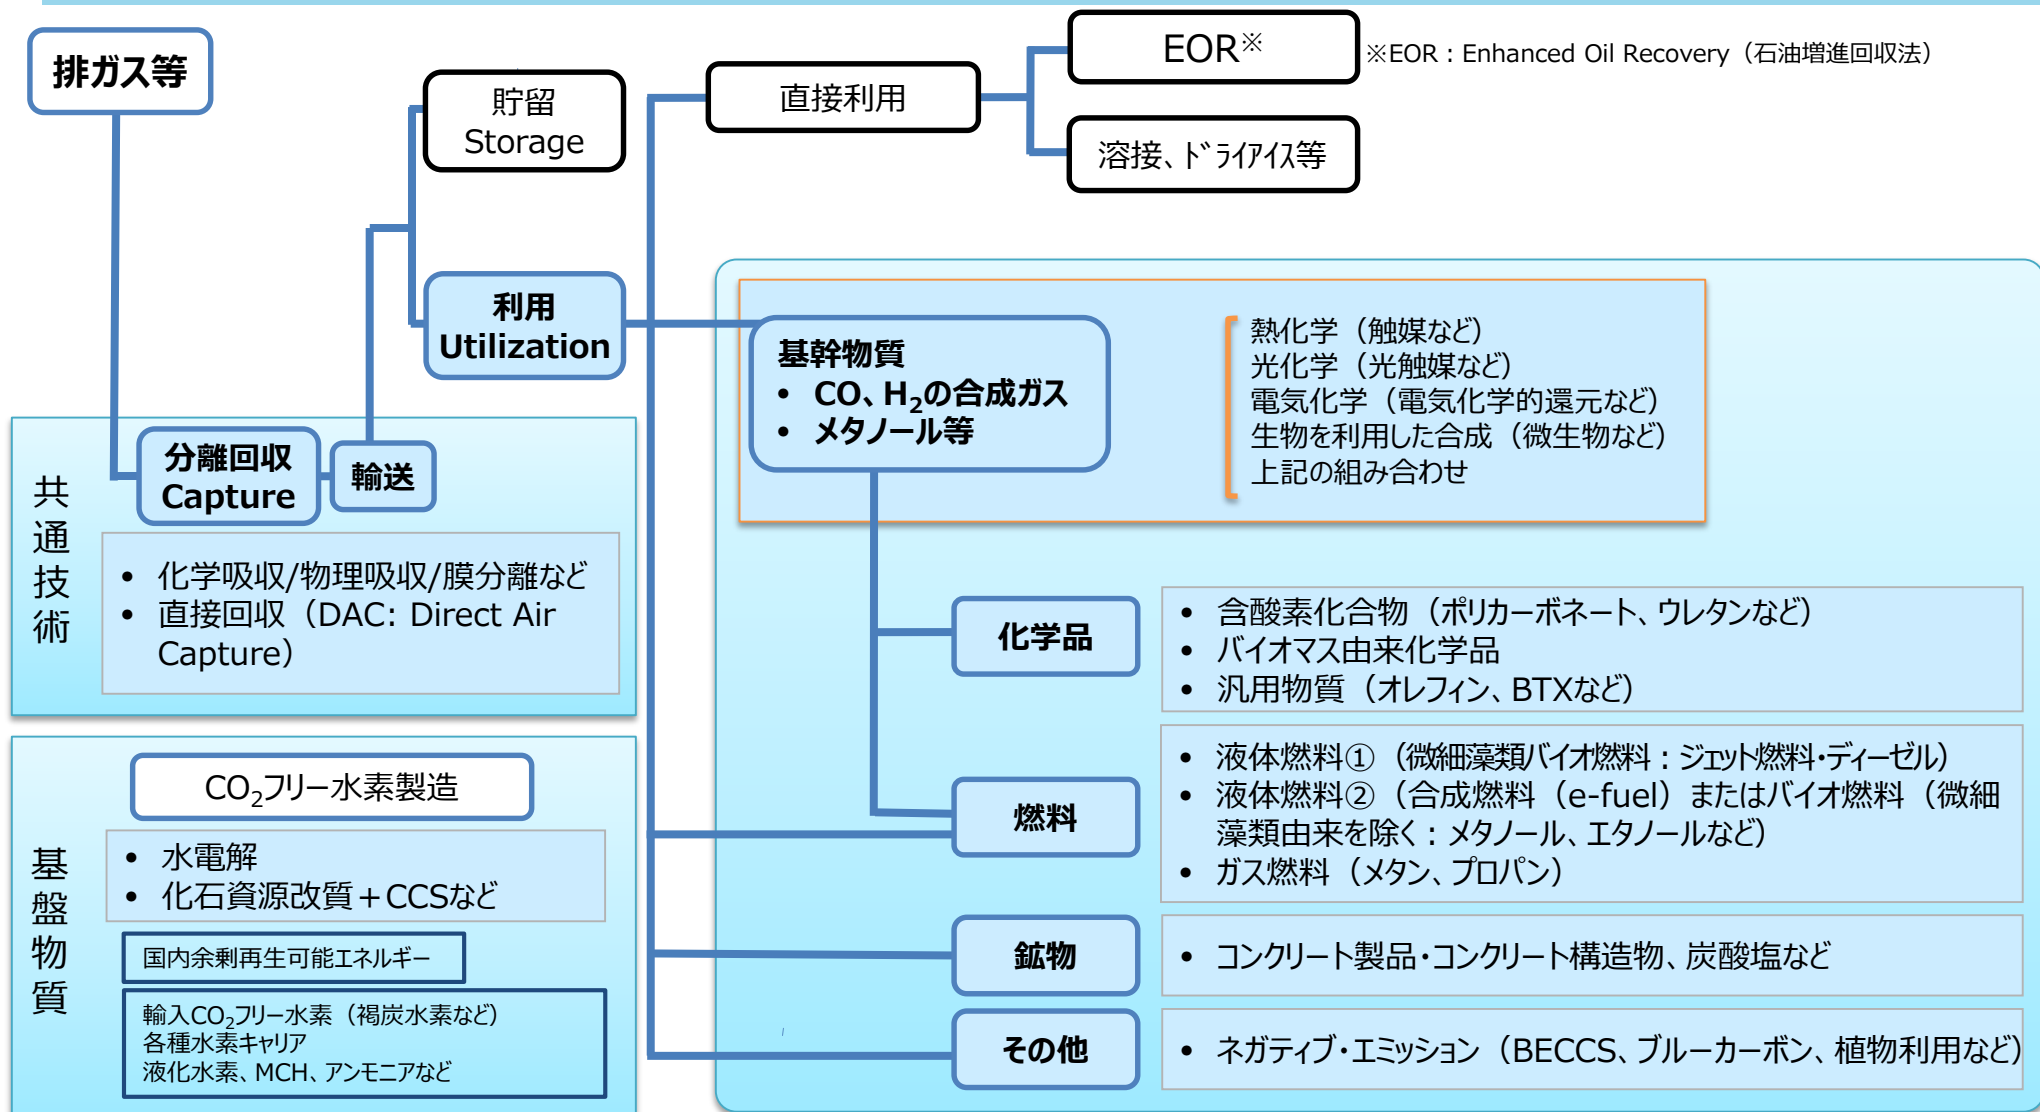 排ガス等
貯留
Storage
直接利用
EOR※
※EOR：Enhanced Oil Recovery（石油増進回収法）
溶接、ドライアイス等
利用
Utilization
基幹物質
• CO、H2の合成ガス
• メタノール等
熱化学（触媒など）
光化学（光触媒など）
電気化学（電気化学的還元など）
生物を利用した合成（微生物など）
上記の組み合わせ
共通技術
分離回収
Capture
輸送
• 化学吸収/物理吸収/膜分離など
• 直接回収（DAC: Direct Air
Capture）
化学品
• 含酸素化合物（ポリカーボネート、ウレタンなど）
• バイオマス由来化学品
• 汎用物質（オレフィン、BTXなど）
燃料
• 液体燃料①（微細藻類バイオ燃料：ジェット燃料・ディーゼル）
• 液体燃料②（合成燃料（e-fuel）またはバイオ燃料（微細
藻類由来を除く：メタノール、エタノールなど）
• ガス燃料（メタン、プロパン）
鉱物
• コンクリート製品・コンクリート構造物、炭酸塩など
その他
• ネガティブ・エミッション（BECCS、ブルーカーボン、植物利用など）
基盤物質
CO2フリー水素製造
• 水電解
• 化石資源改質＋CCSなど
国内余剰再生可能エネルギー
輸入CO2フリー水素（褐炭水素など）
各種水素キャリア
液化水素、MCH、アンモニアなど